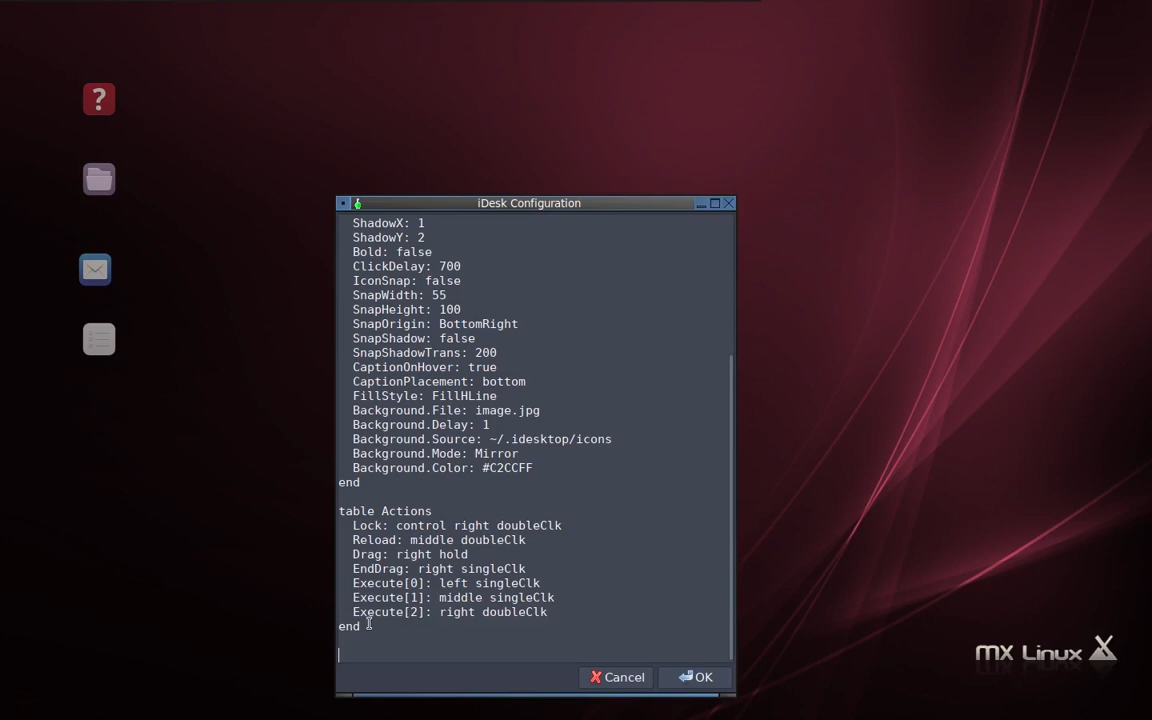 ?
iDesk Configuration
ShadowX: 1
ShadowY: 2
Bold: false
ClickDelay: 700
IconSnap: false
SnapWidth: 55
SnapHeight: 100
SnapOrigin: BottomRight
SnapShadow: false
SnapShadowTrans: 200
CaptionOnHover: true
CaptionPlacement: bottom
FillStyle: FillHLine
Background.File: image.jpg
Background.Delay: 1
Background.Source: ~/.idesktop/icons
Background.Mode: Mirror
Background.Color: #C2CCFF
end
table Actions
Lock: control right doubleClk
Reload: middle doubleClk
Drag: right hold
EndDrag: right singleClk
Execute[0]: left singleClk
Execute[1]: middle singleClk
Execute[2]: right doubleClk
end
Cancel
OK
MX Linux